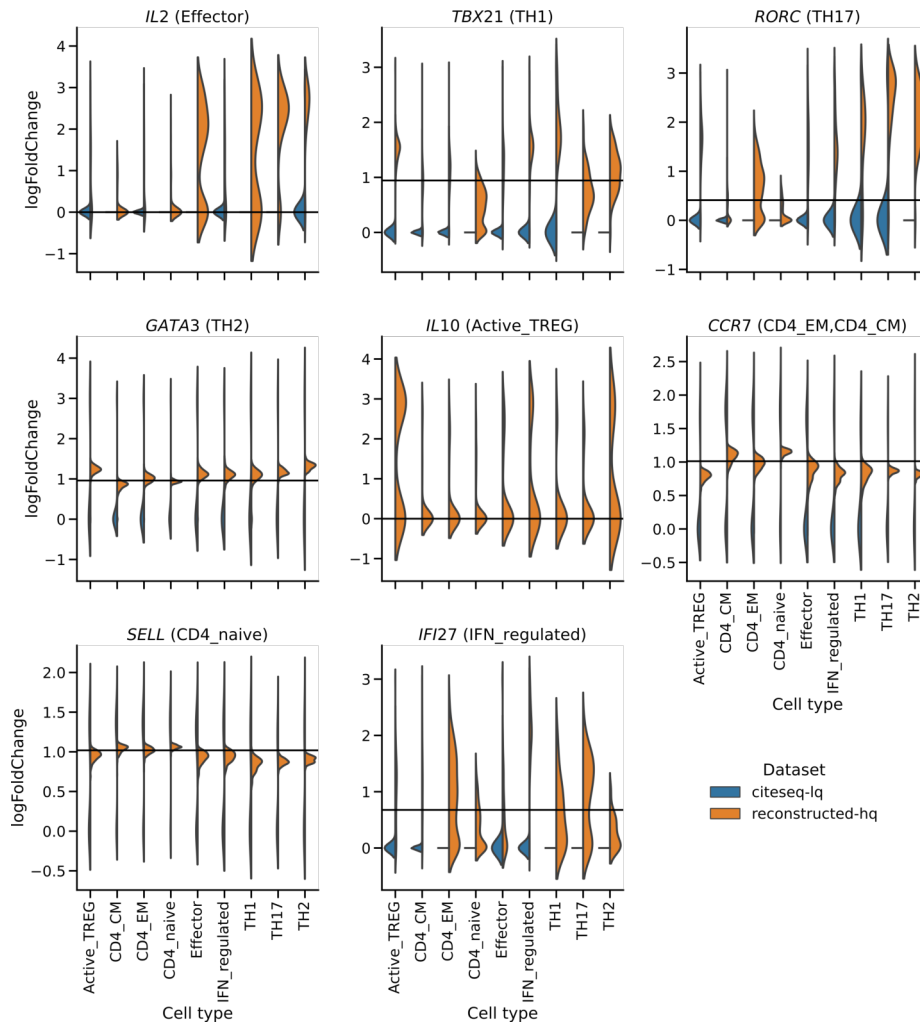 IL2 (Effector)
TBX21 (TH1)
RORC (TH17)
logFoldChange
4
3
2
1
0
−1
3
2
1
0
3
2
1
0
−1
GATA3 (TH2)
IL10 (Active_TREG)
CCR7 (CD4_EM,CD4_CM)
logFoldChange
4
3
2
1
0
−1
4
3
2
1
0
−1
2.5
2.0
1.5
1.0
0.5
0.0
−0.5
Active_TREG
CD4_CM
CD4_EM
CD4_naive
Effector
IFN_regulated
TH1
TH17
TH2
Cell type
SELL (CD4_naive)
IFI27 (IFN_regulated)
logFoldChange
2.0
1.5
1.0
0.5
0.0
−0.5
3
2
1
0
Dataset
citeseq-lq
reconstructed-hq
Active_TREG
CD4_CM
CD4_EM
CD4_naive
Effector
IFN_regulated
TH1
TH17
TH2
Cell type
Active_TREG
CD4_CM
CD4_EM
CD4_naive
Effector
IFN_regulated
TH1
TH17
TH2
Cell type